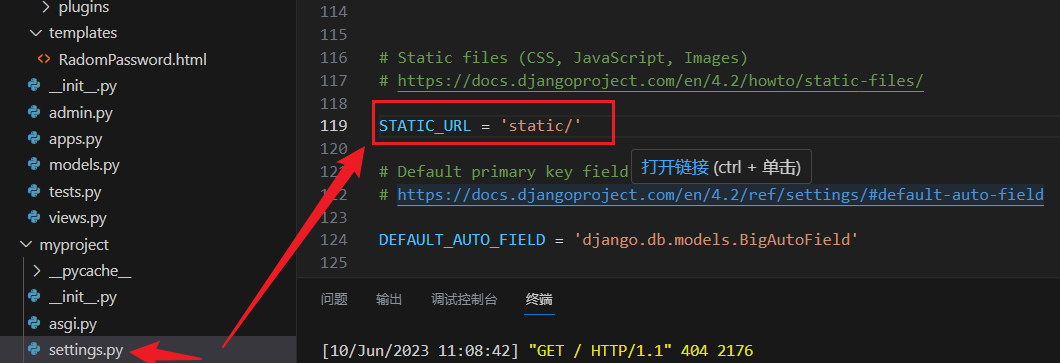 plugins
templates
<> RadomPassword.html
__init__.py
admin.py
apps.py
models.py
tests.py
views.py
myproject
__pycache__
__init__.py
asgi.py
settings.py
114
115
116 # Static files (CSS, JavaScript, Images)
117 # https://docs.djangoproject.com/en/4.2/howto/static-files/
118
119 STATIC_URL = 'static/'
120
# Default primary key field
打开链接 (ctrl + 单击)
122 # https://docs.djangoproject.com/en/4.2/ref/settings/#default-auto-field
123
124 DEFAULT_AUTO_FIELD = 'django.db.models.BigAutoField'
125
问题 输出 调试控制台 终端
[10/Jun/2023 11:08:42] "GET / HTTP/1.1" 404 2176